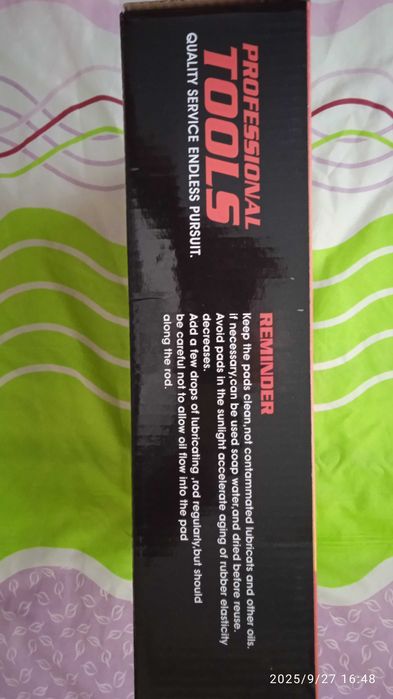 PROFESSIONAL
TOOLS
QUALITY SERVICE ENDLESS PURSUIT.
REMINDER
Keep the pads clean,not contammated lubricats and other oils.
if necessary,can be used soap water,and dried before reuse.
Avoid pads in the sunlight accelerate aging of rubber elasticity
decreases.
Add a few drops of lubricating ,rod regularly,but should
be careful not to allow oil flow into the pad
along the rod.
2025/9/27 16:48